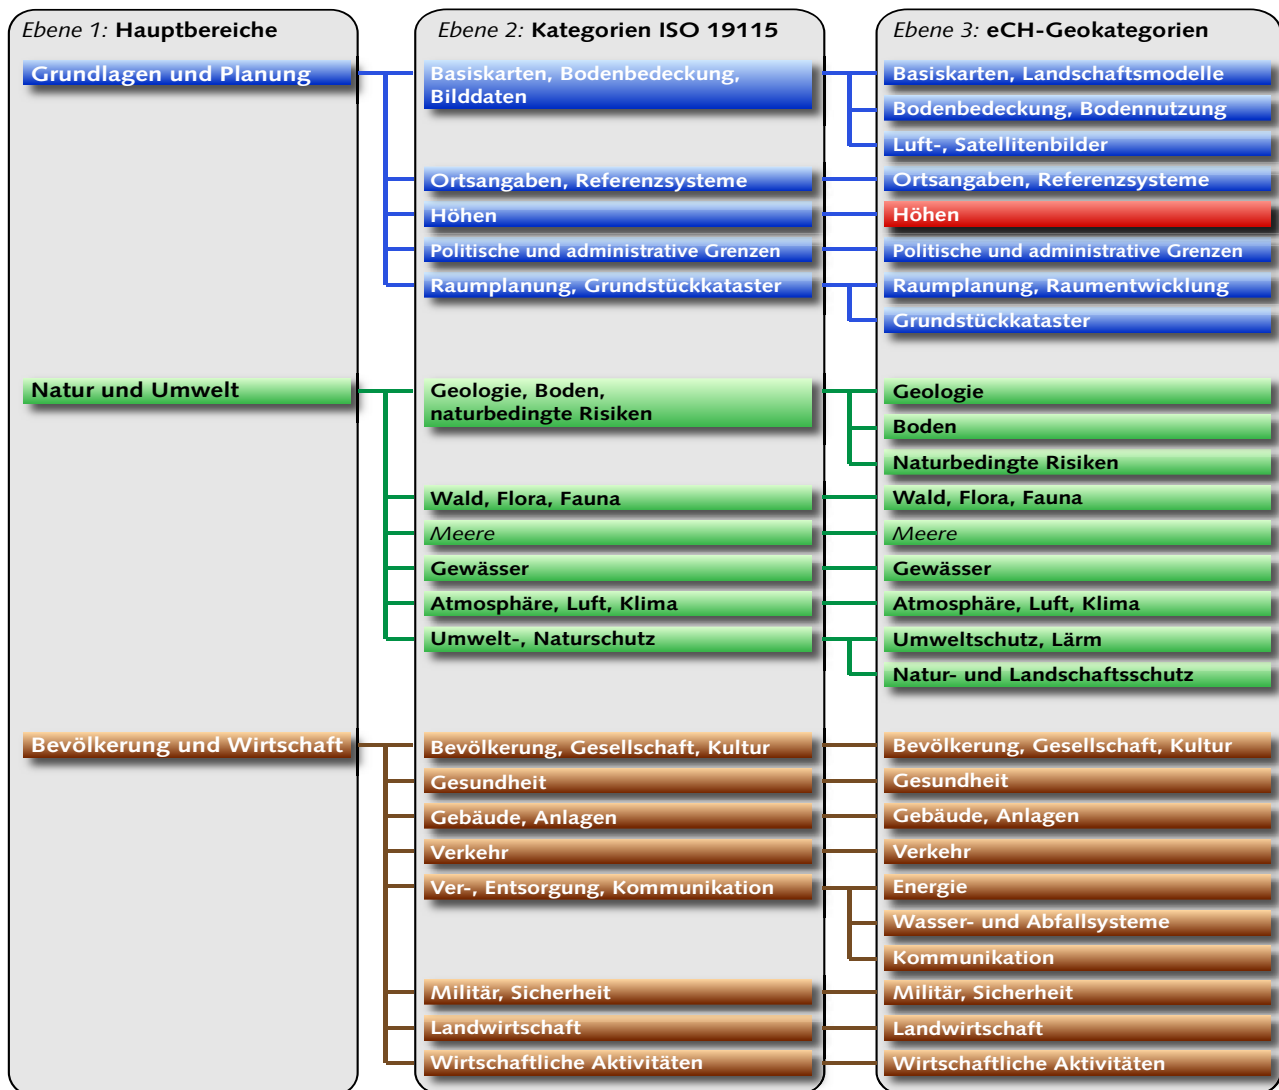 Ebene 1: Hauptbereiche
Grundlagen und Planung
Natur und Umwelt
Bevölkerung und Wirtschaft
Ebene 2: Kategorien ISO 19115
Basiskarten, Bodenbedeckung,
Bilddaten
Ortsangaben, Referenzsysteme
Höhen
Politische und administrative Grenzen
Raumplanung, Grundstückkataster
Geologie, Boden,
naturbedingte Risiken
Wald, Flora, Fauna
Meere
Gewässer
Atmosphäre, Luft, Klima
Umwelt-, Naturschutz
Bevölkerung, Gesellschaft, Kultur
Gesundheit
Gebäude, Anlagen
Verkehr
Ver-, Entsorgung, Kommunikation
Militär, Sicherheit
Landwirtschaft
Wirtschaftliche Aktivitäten
Ebene 3: eCH-Geokategorien
Basiskarten, Landschaftsmodelle
Bodenbedeckung, Bodennutzung
Luft-, Satellitenbilder
Ortsangaben, Referenzsysteme
Höhen
Politische und administrative Grenzen
Raumplanung, Raumentwicklung
Grundstückkataster
Geologie
Boden
Naturbedingte Risiken
Wald, Flora, Fauna
Meere
Gewässer
Atmosphäre, Luft, Klima
Umweltschutz, Lärm
Natur- und Landschaftsschutz
Bevölkerung, Gesellschaft, Kultur
Gesundheit
Gebäude, Anlagen
Verkehr
Energie
Wasser- und Abfallsysteme
Kommunikation
Militär, Sicherheit
Landwirtschaft
Wirtschaftliche Aktivitäten